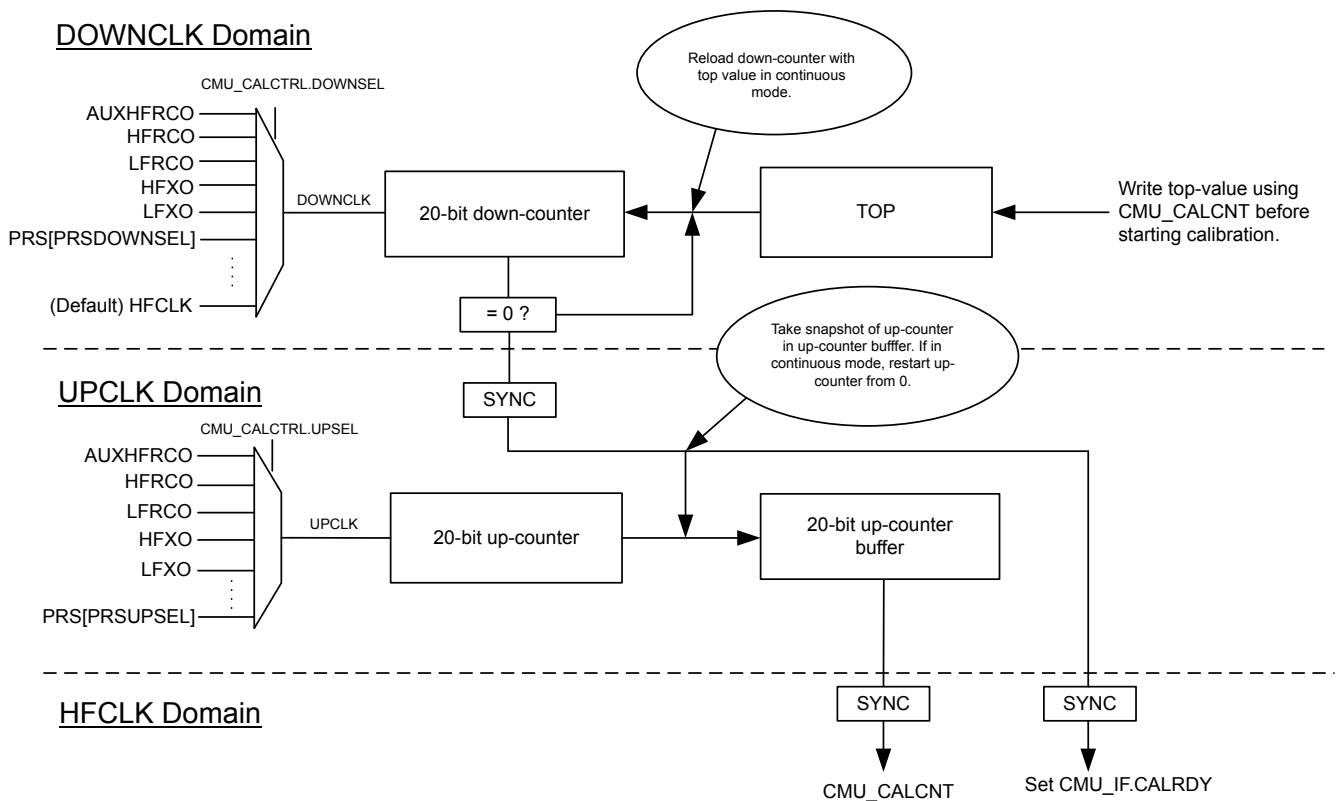 DOWNCLK Domain
CMU_CALCTRL.DOWNSEL
AUXHFRCO
HFRCO
LFRCO
HFXO
LFXO
PRS[PRSDOWNSEL]
(Default) HFCLK
DOWNCLK
20-bit down-counter
= 0 ?
Reload down-counter with
top value in continuous
mode.
TOP
Write top-value using
CMU_CALCNT before
starting calibration.
UPCLK Domain
SYNC
Take snapshot of up-counter
in up-counter bufffer. If in
continuous mode, restart up-
counter from 0.
CMU_CALCTRL.UPSEL
AUXHFRCO
HFRCO
LFRCO
HFXO
LFXO
PRS[PRSUPSEL]
UPCLK
20-bit up-counter
20-bit up-counter
buffer
HFCLK Domain
SYNC
SYNC
CMU_CALCNT
Set CMU_IF.CALRDY